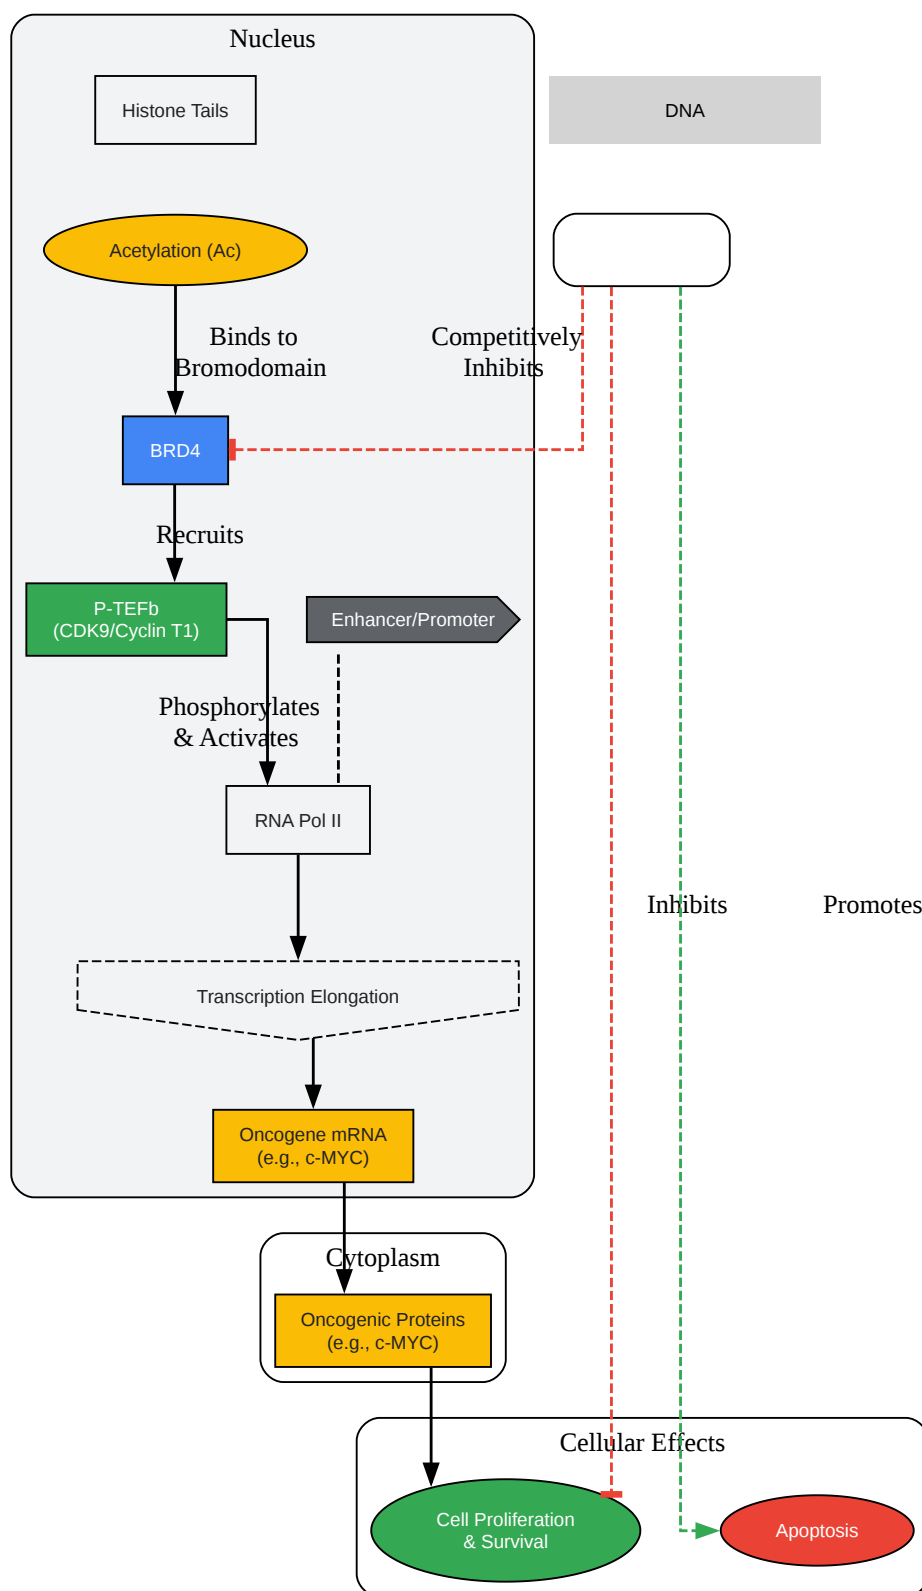 Nucleus
Histone Tails
DNA
Acetylation (Ac)
Binds to
Bromodomain
Competitively
Inhibits
BRD4
Recruits
P-TEFb
(CDK9/Cyclin T1)
Enhancer/Promoter
Phosphorylates
& Activates
RNA Pol II
Inhibits
Promotes
Transcription Elongation
Oncogene mRNA
(e.g., c-MYC)
Cytoplasm
Oncogenic Proteins
(e.g., c-MYC)
Cellular Effects
Cell Proliferation
& Survival
Apoptosis